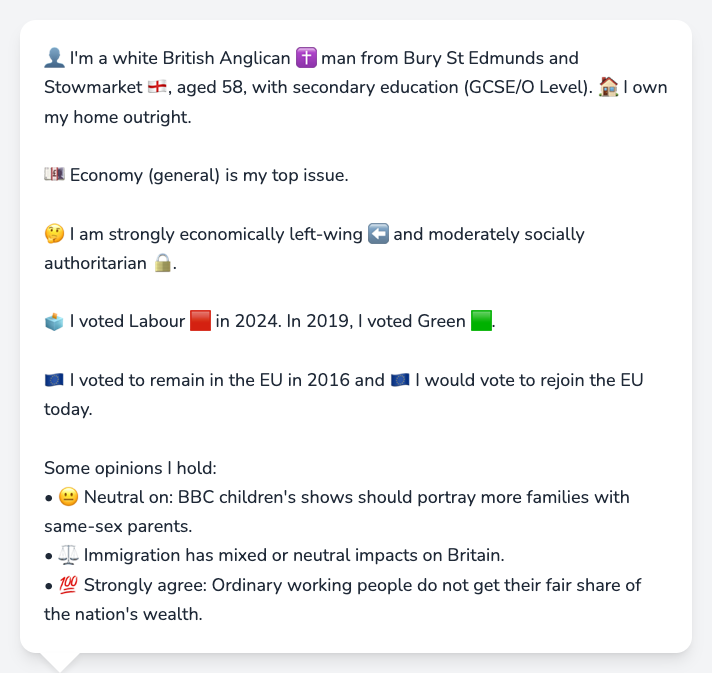 👤 I'm a white British Anglican ✝️ man from Bury St Edmunds and
Stowmarket 🏴󠁧󠁢󠁥󠁮󠁧󠁿, aged 58, with secondary education (GCSE/O Level). 🏠 I own
my home outright.
💷 Economy (general) is my top issue.
🤔 I am strongly economically left-wing ⬅️ and moderately socially
authoritarian 🔒.
🗳️ I voted Labour 🟥 in 2024. In 2019, I voted Green 🟩.
🇪🇺 I voted to remain in the EU in 2016 and 🇪🇺 I would vote to rejoin the EU
today.
Some opinions I hold:
• 😐 Neutral on: BBC children's shows should portray more families with
same-sex parents.
• ⚖️ Immigration has mixed or neutral impacts on Britain.
• 💯 Strongly agree: Ordinary working people do not get their fair share of
the nation's wealth.